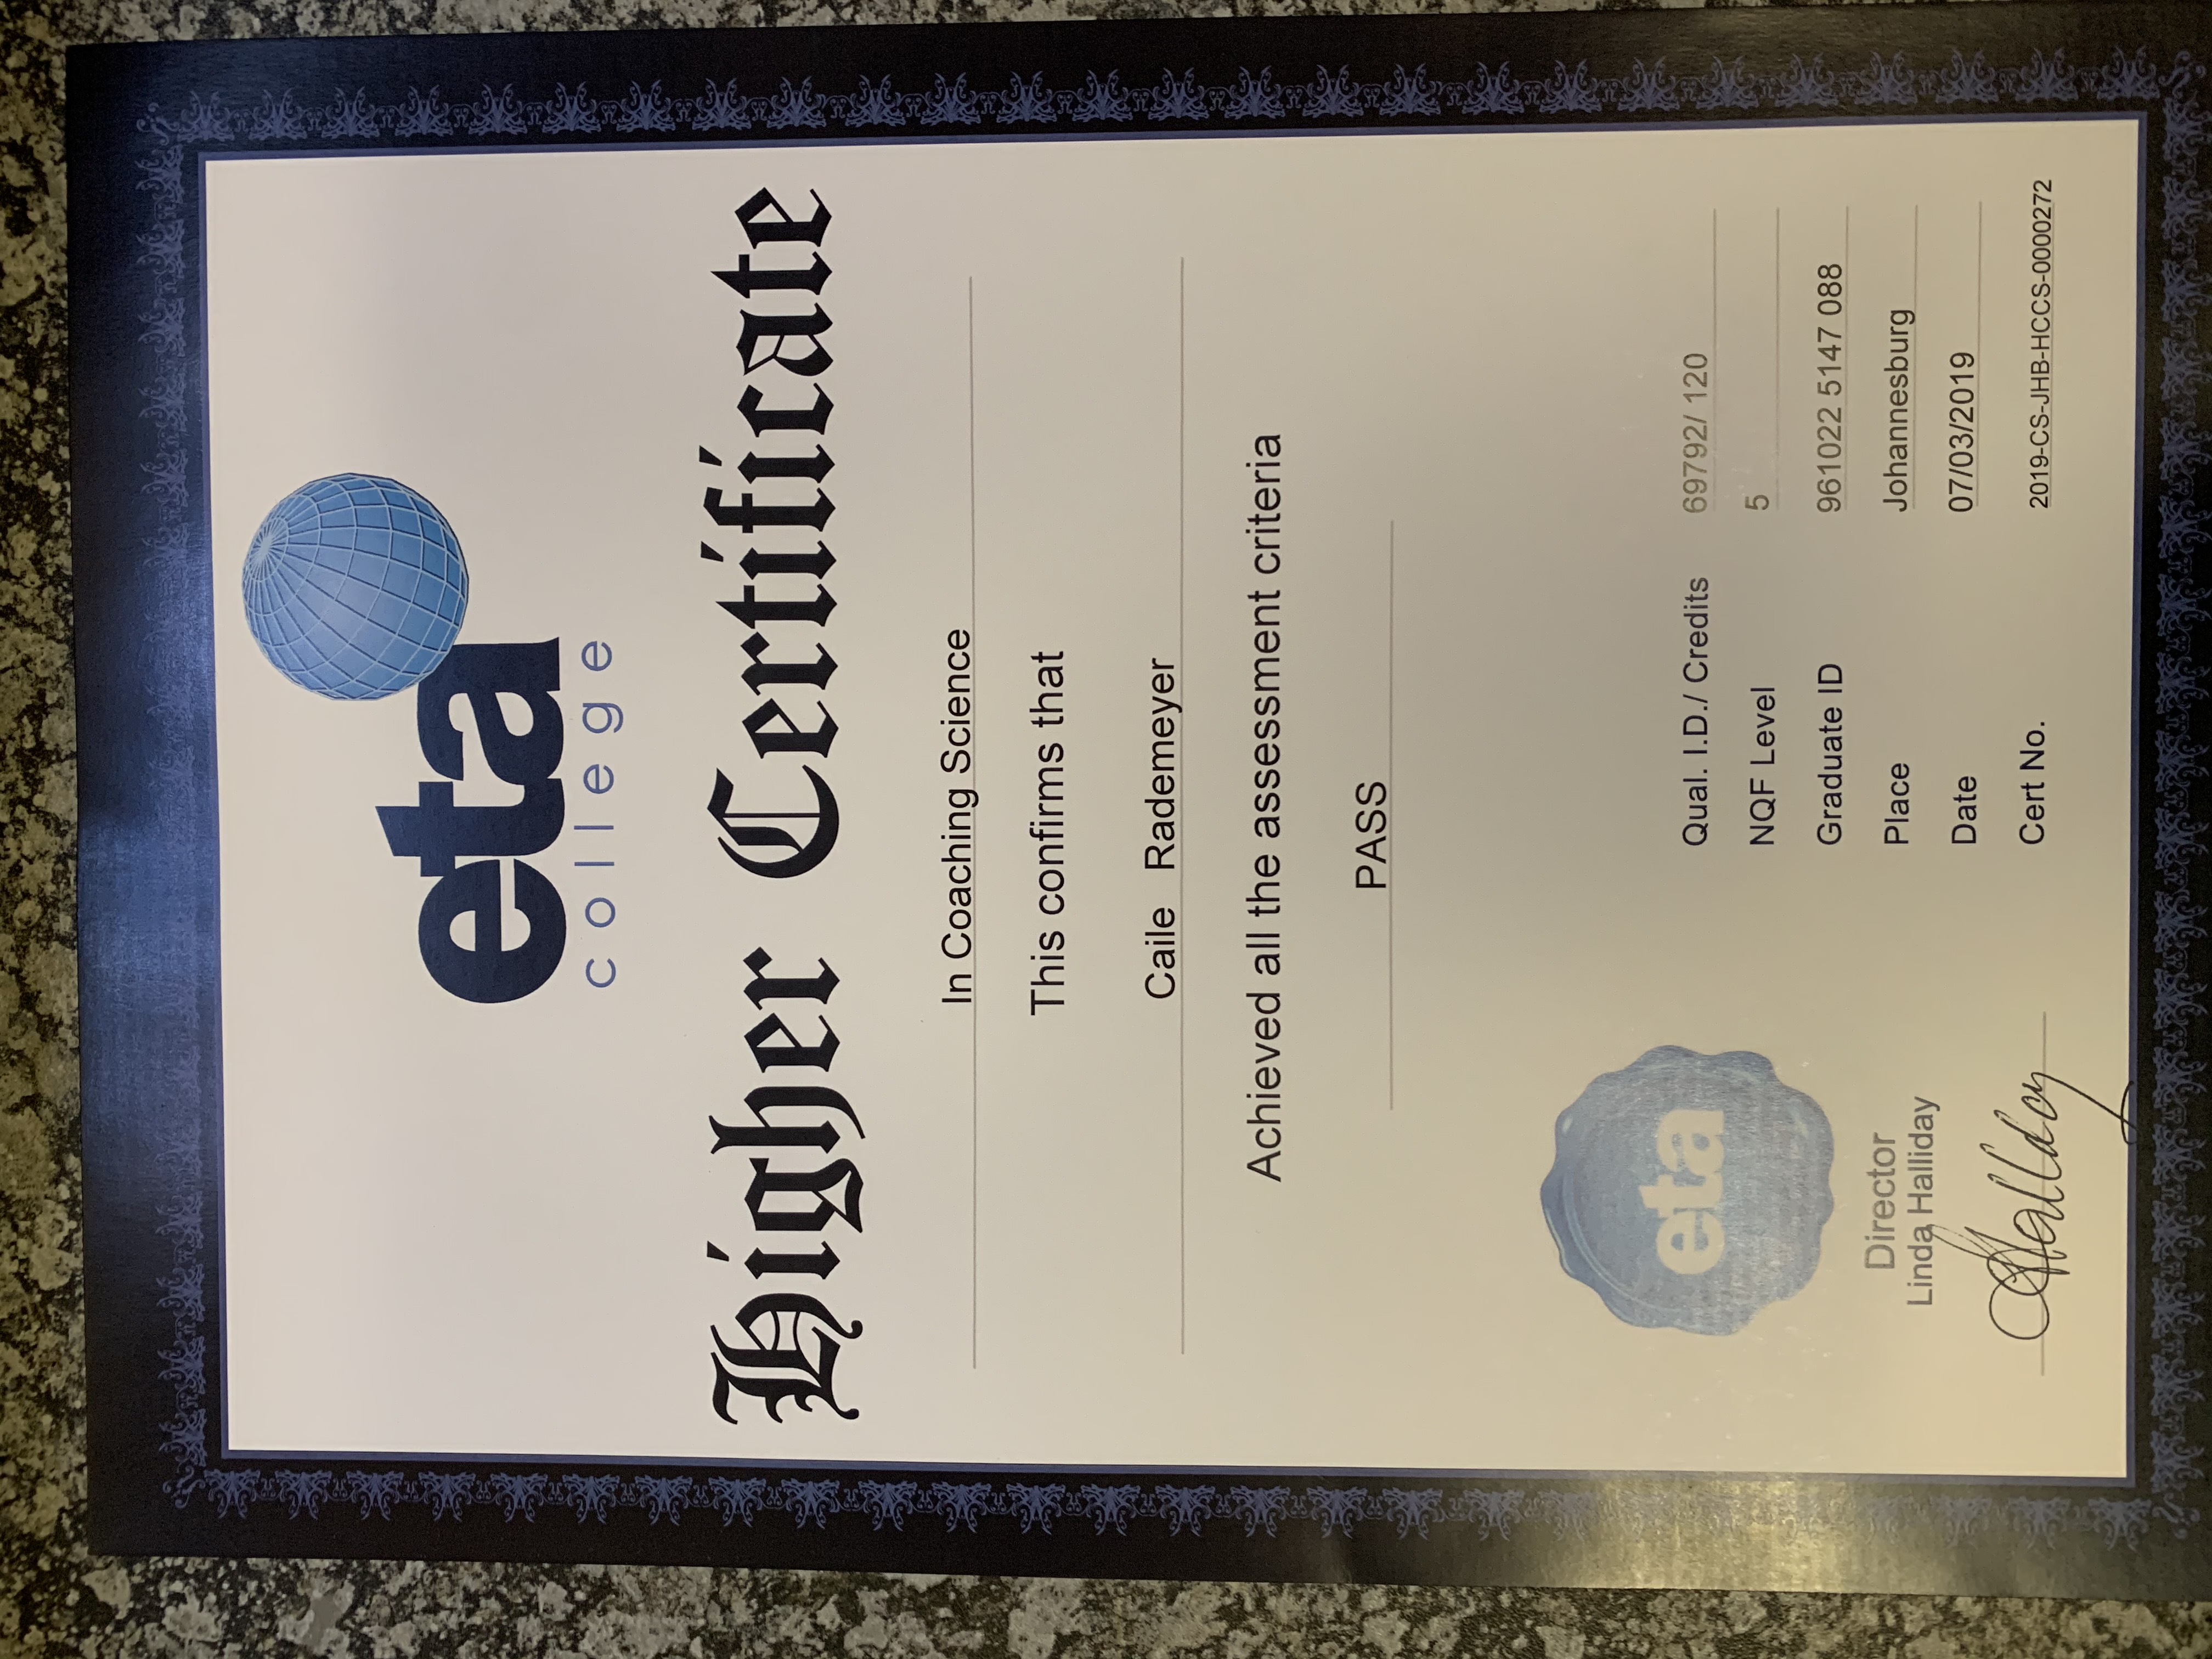 eta
college
Higher Certificate
In Coaching Science
This confirms that
Caile Rademeyer
Achieved all the assessment criteria
PASS
eta
Director
Linda Halliday
Halliday
Qual. I.D./ Credits 69792/ 120
NQF Level 5
Graduate ID 961022 5147 088
Place Johannesburg
Date 07/03/2019
Cert No. 2019-CS-JHB-HCCS-0000272